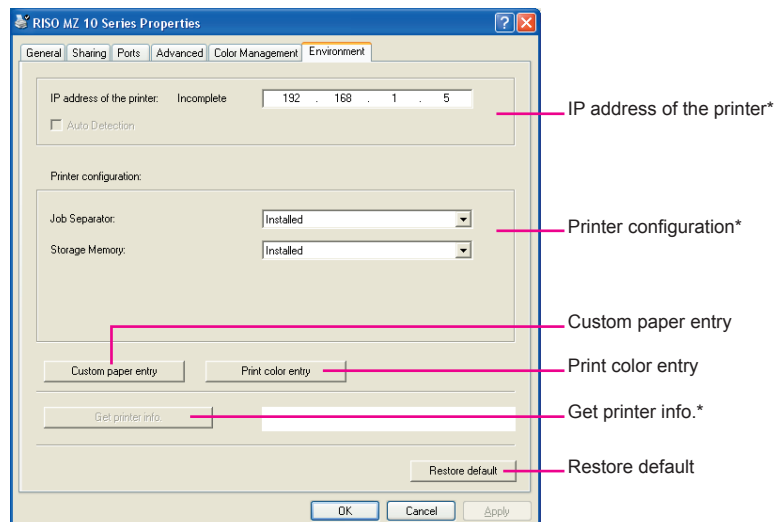 RISO MZ 10 Series Properties
General Sharing Ports Advanced Color Management Environment
IP address of the printer: Incomplete 192 . 168 . 1 . 5
IP address of the printer*
Auto Detection
Printer configuration:
Job Separator: Installed
Printer configuration*
Storage Memory: Installed
Custom paper entry
Custom paper entry Print color entry
Print color entry
Get printer info.
Get printer info.*
Restore default
Restore default
OK Cancel Apply